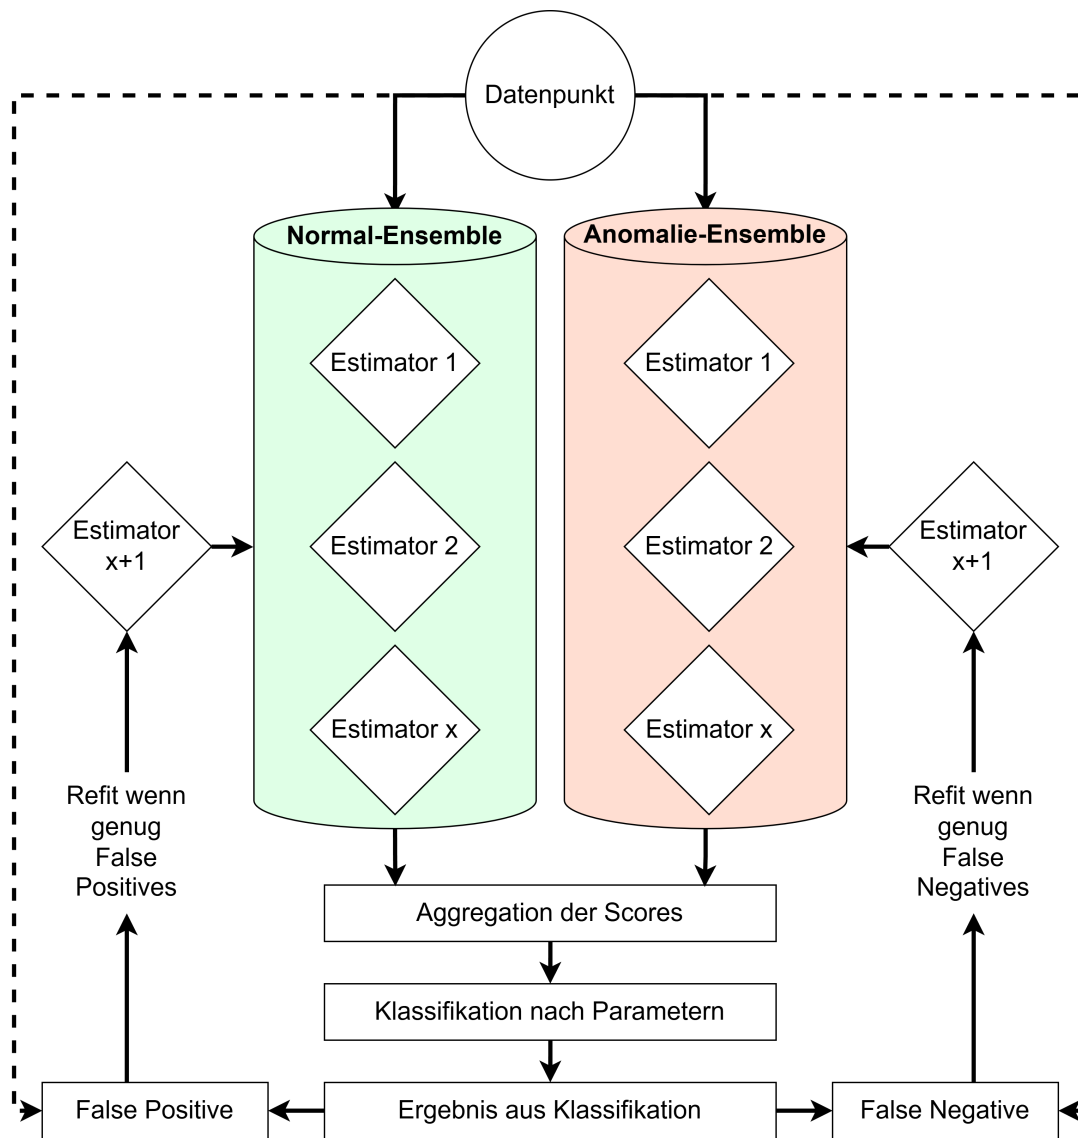 Datenpunkt
Normal-Ensemble
Anomalie-Ensemble
Estimator 1
Estimator 1
Estimator
x+1
Estimator 2
Estimator 2
Estimator
x+1
Estimator x
Estimator x
Refit wenn
genug
False
Positives
Refit wenn
genug
False
Negatives
Aggregation der Scores
Klassifikation nach Parametern
False Positive
Ergebnis aus Klassifikation
False Negative